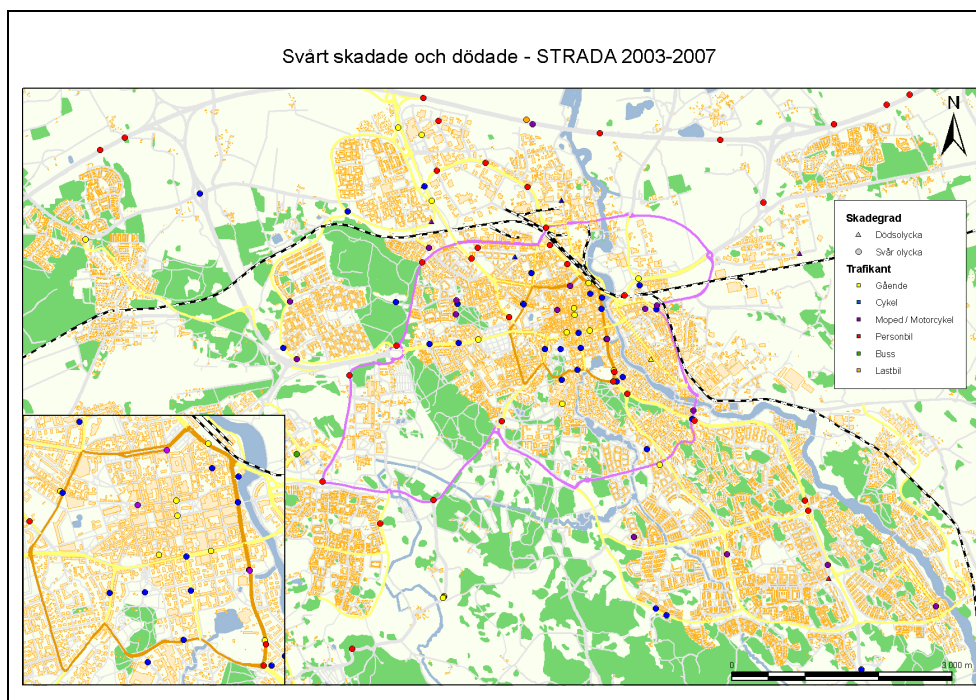 Svårt skadade och dödade - STRADA 2003-2007
N
Skadegrad
Dödsolycka
Svår olycka
Trafikant
Gående
Cykel
Moped / Motorcykel
Personbil
Buss
Lastbil
0 3 000 m